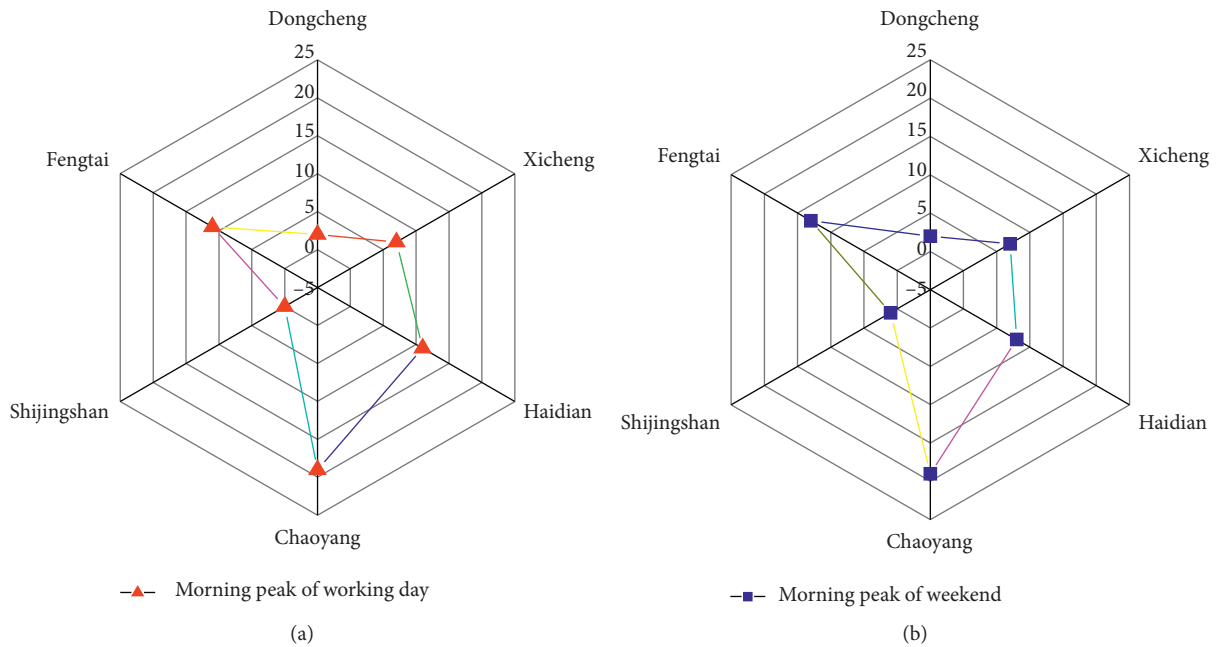 Dongcheng
25
20
15
10
5
0
−5
Fengtai
Xicheng
Shijingshan
Haidian
Chaoyang
Morning peak of working day
(a)
Dongcheng
25
20
15
10
5
0
−5
Fengtai
Xicheng
Shijingshan
Haidian
Chaoyang
Morning peak of weekend
(b)